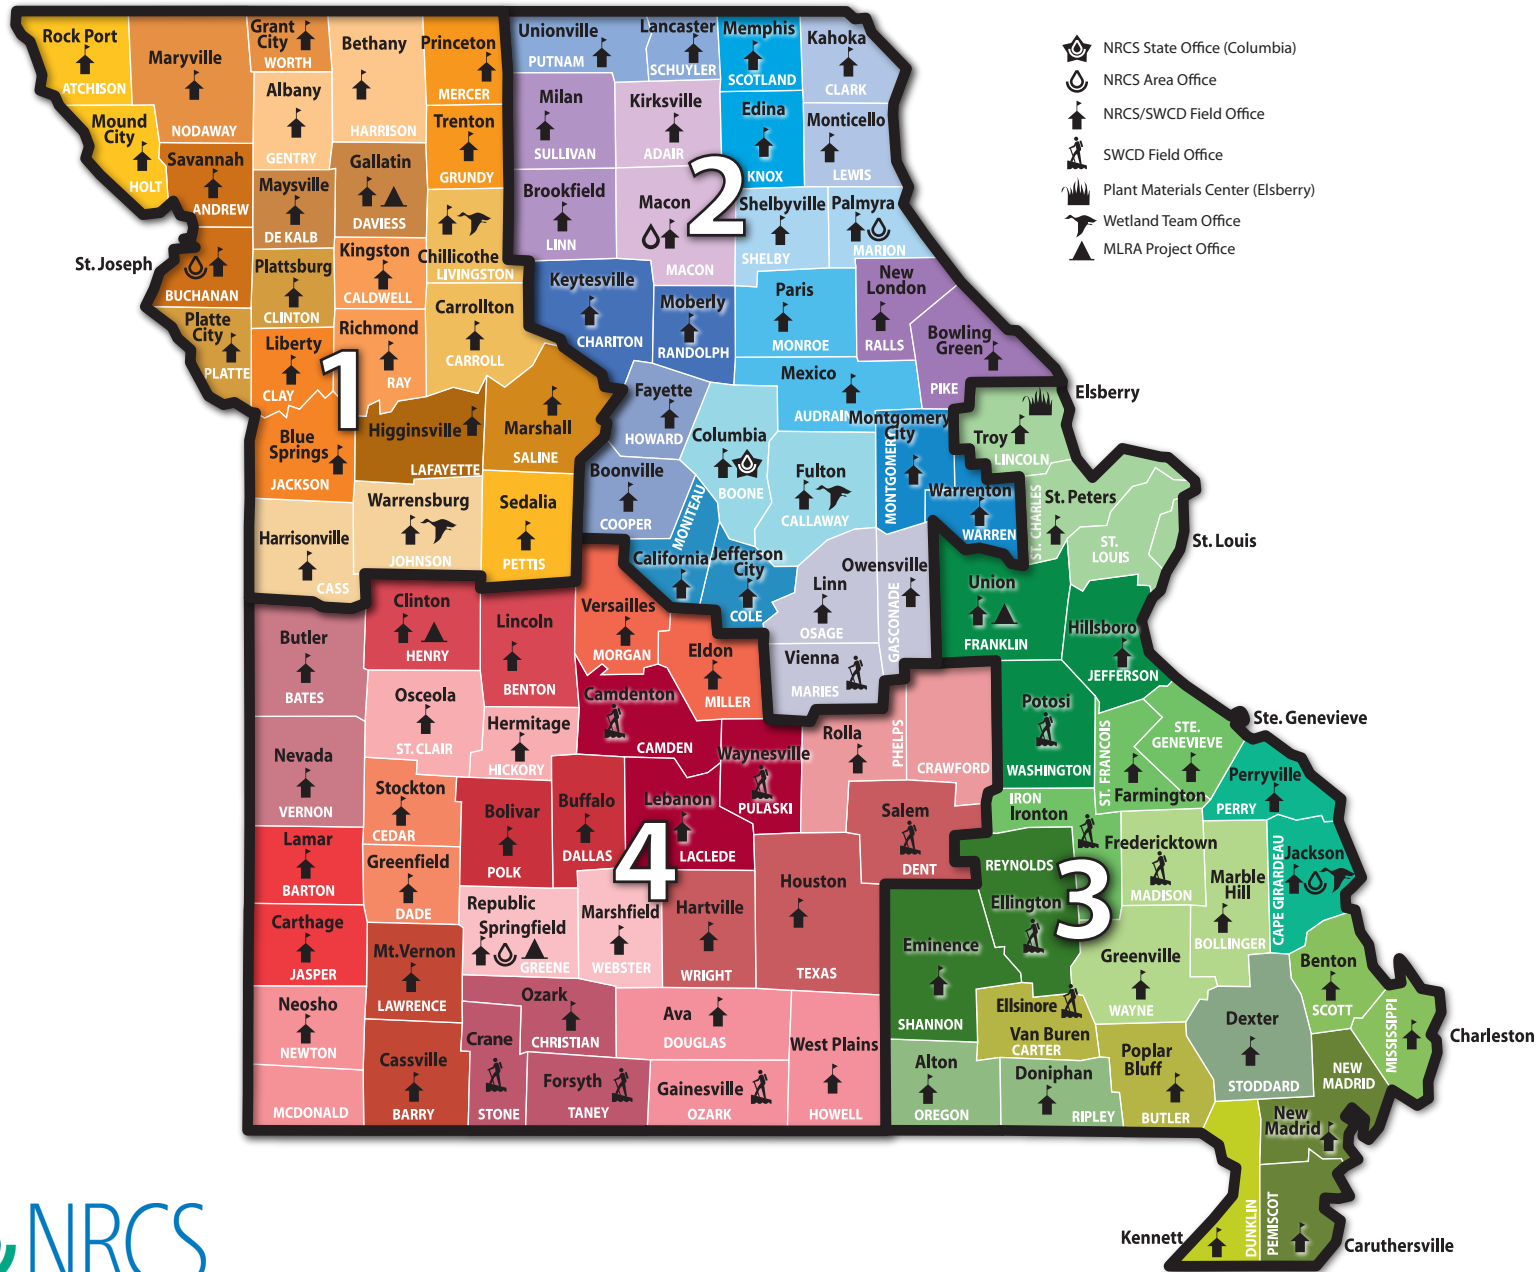 Rock Port
ATCHISON
Maryville
NODAWAY
Grant
City
WORTH
Bethany
HARRISON
Princeton
MERCER
Albany
GENTRY
Mound
City
HOLT
Savannah
ANDREW
Maysville
DE KALB
Gallatin
DAVIESS
Trenton
GRUNDY
St. Joseph
BUCHANAN
Plattsburg
CLINTON
Kingston
CALDWELL
Chillicothe
LIVINGSTON
Platte
City
PLATTE
Liberty
CLAY
Richmond
RAY
Carrollton
CARROLL
1
Blue
Springs
JACKSON
Higginsville
LAFAYETTE
Marshall
SALINE
Harrisonville
CASS
Warrensburg
JOHNSON
Sedalia
PETTIS
Unionville
PUTNAM
Lancaster
SCHUYLER
Memphis
SCOTLAND
Kahoka
CLARK
Milan
SULLIVAN
Kirksville
ADAIR
Edina
KNOX
Monticello
LEWIS
2
Brookfield
LINN
Macon
MACON
Shelbyville
SHELBY
Palmyra
MARION
Keytesville
CHARITON
Moberly
RANDOLPH
Paris
MONROE
New
London
RALLS
Bowling
Green
PIKE
Fayette
HOWARD
Columbia
BOONE
Mexico
AUDRAIN
Montgomery
City
MONTGOMERY
Boonville
COOPER
MONITEAU
California
Fulton
CALLAWAY
Warrenton
WARREN
Jefferson
City
COLE
Linn
OSAGE
Owensville
GASCONADE
Vienna
MARIES
Elsberry
Troy
LINCOLN
ST. CHARLES
St. Peters
ST.
LOUIS
St. Louis
Union
FRANKLIN
Hillsboro
JEFFERSON
Potosi
WASHINGTON
ST. FRANCOIS
Farmington
STE.
GENEVIEVE
Ste. Genevieve
Perryville
PERRY
IRON
Ironton
REYNOLDS
Ellington
3
Fredericktown
MADISON
Marble
Hill
BOLLINGER
CAPE GIRARDEAU
Jackson
Eminence
SHANNON
Greenville
WAYNE
Benton
SCOTT
MISSISSIPPI
Charleston
Ellsinore
Van Buren
CARTER
Dexter
STODDARD
NEW
MADRID
New
Madrid
Alton
OREGON
Doniphan
RIPLEY
Poplar
Bluff
BUTLER
DUNKLIN
Kennett
PEMISCOT
Caruthersville
Butler
BATES
Clinton
HENRY
Lincoln
BENTON
Versailles
MORGAN
Eldon
MILLER
Osceola
ST. CLAIR
Hermitage
HICKORY
Camdenton
CAMDEN
Waynesville
PULASKI
Rolla
PHELPS
CRAWFORD
Nevada
VERNON
Stockton
CEDAR
Bolivar
POLK
Buffalo
DALLAS
Lebanon
LACLEDE
Salem
DENT
4
Lamar
BARTON
Greenfield
DADE
Republic
Springfield
GREENE
Marshfield
WEBSTER
Hartville
WRIGHT
Houston
TEXAS
Carthage
JASPER
Mt.Vernon
LAWRENCE
Neosho
NEWTON
Ozark
CHRISTIAN
Ava
DOUGLAS
West Plains
HOWELL
MCDONALD
Cassville
BARRY
Crane
STONE
Forsyth
TANEY
Gainesville
OZARK
NRCS State Office (Columbia)
NRCS Area Office
NRCS/SWCD Field Office
SWCD Field Office
Plant Materials Center (Elsberry)
Wetland Team Office
MLRA Project Office
NRCS